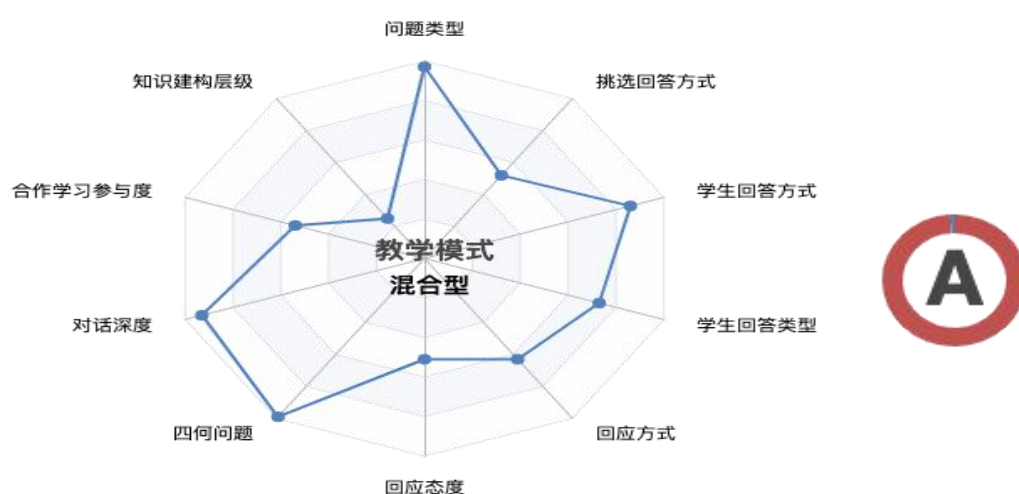 问题类型
知识建构层级
挑选回答方式
合作学习参与度
学生回答方式
教学模式
混合型
对话深度
学生回答类型
四何问题
回应方式
回应态度
A